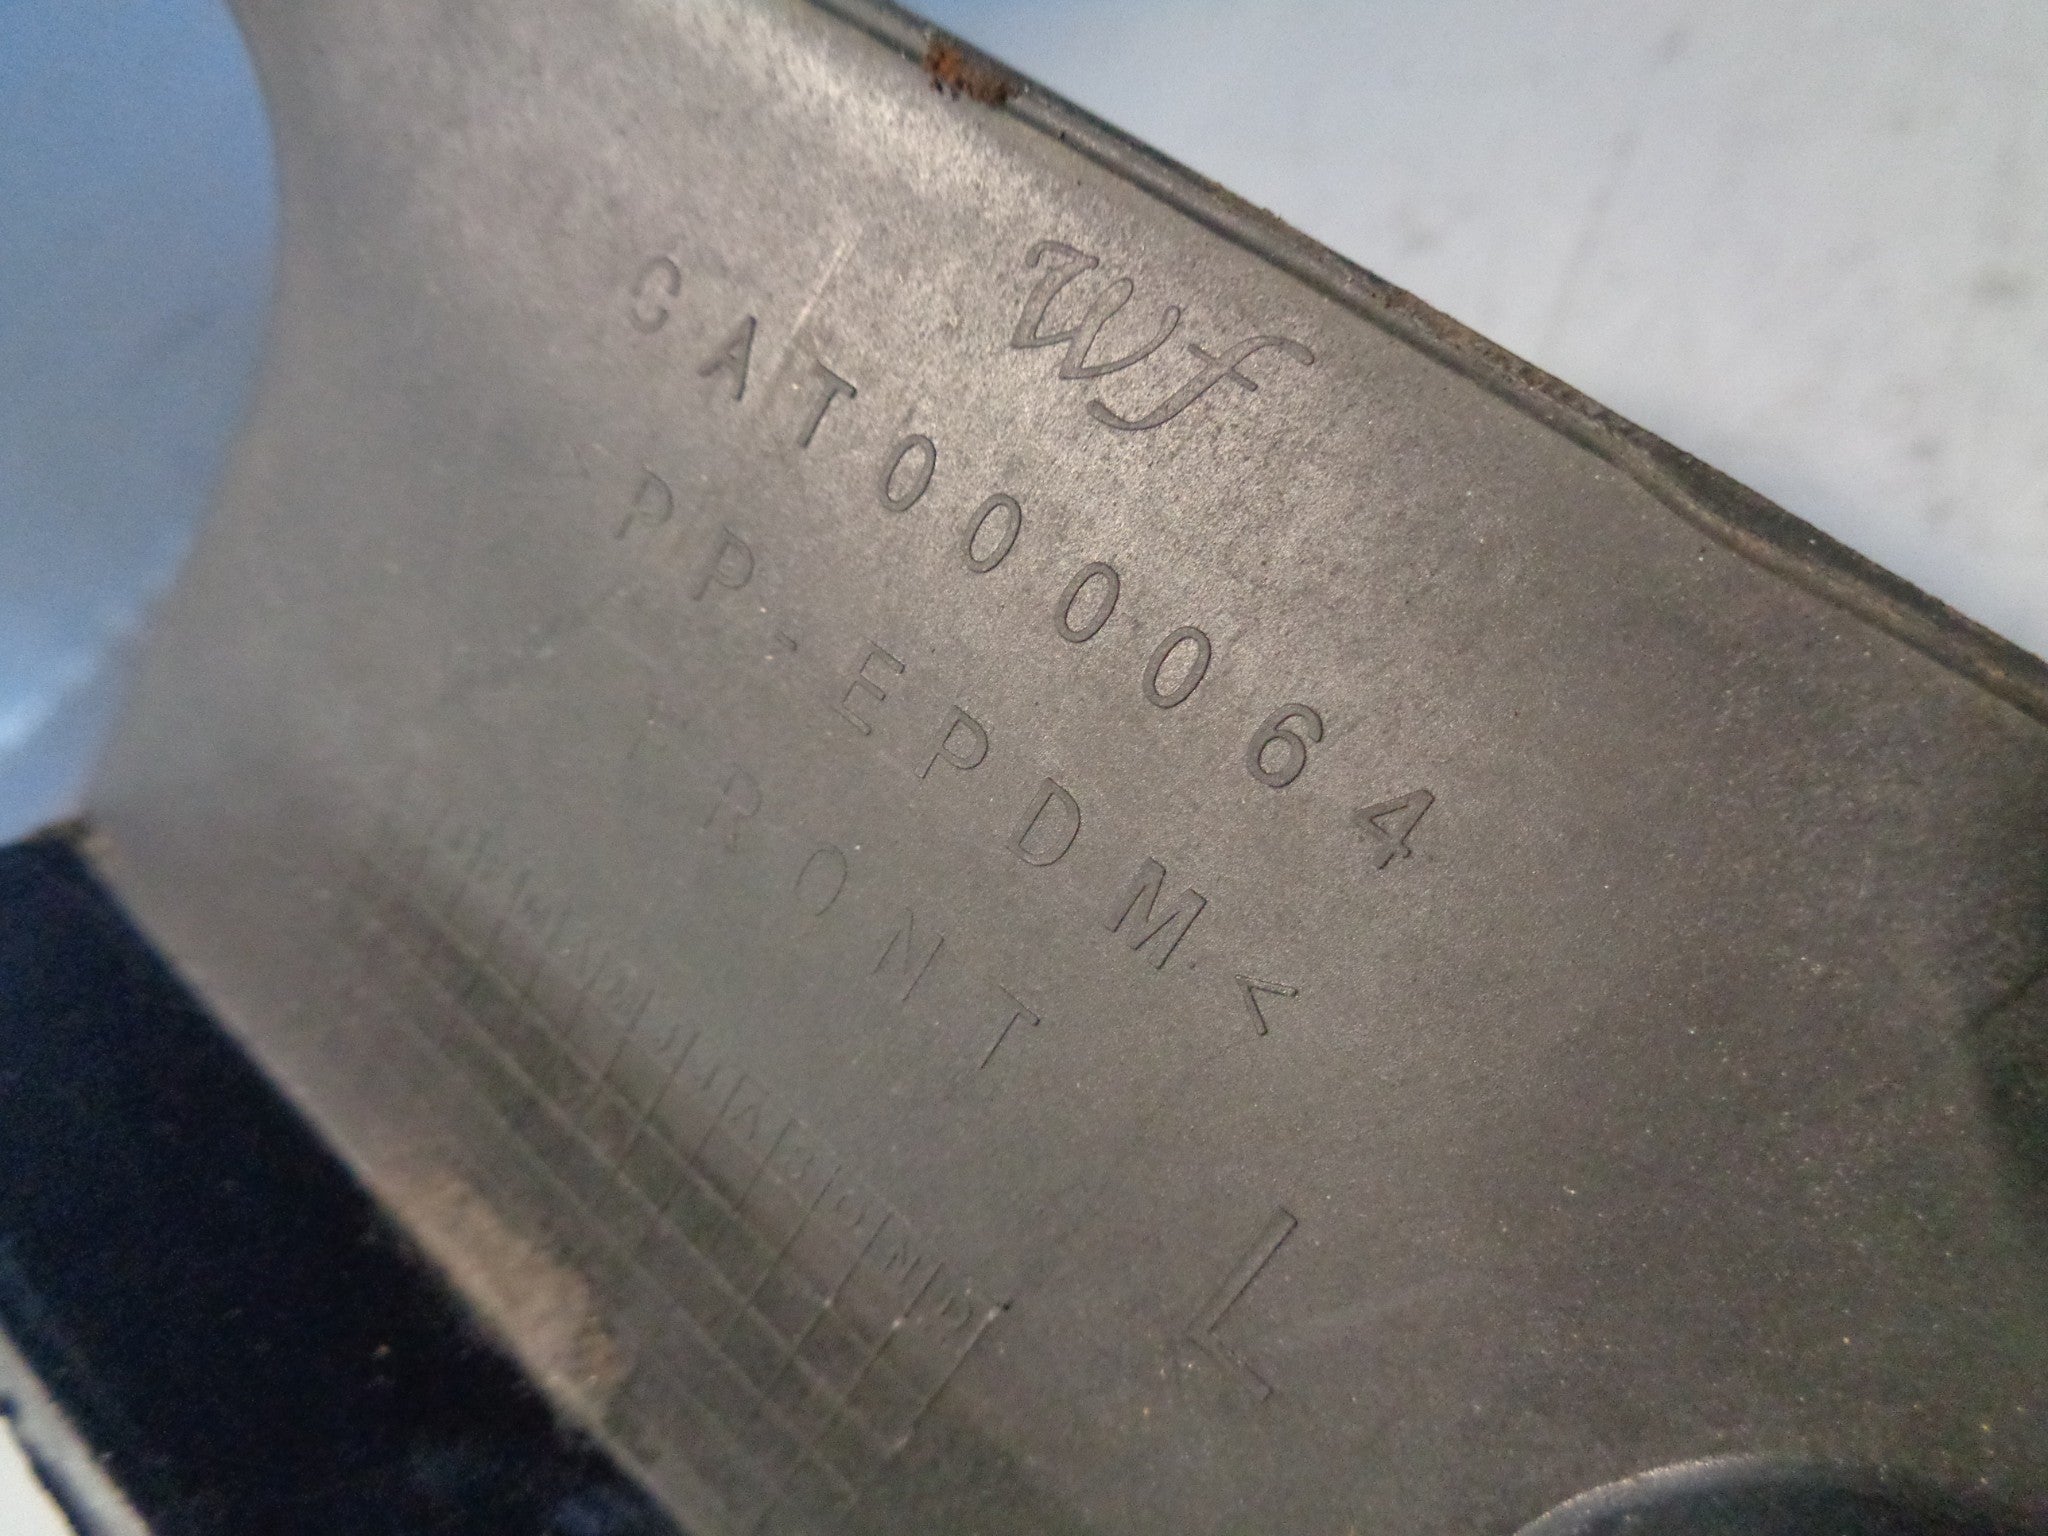 Wf
CAT000064
>PP-EPDM<
FRONT
L
J F M A M J J A S O N D